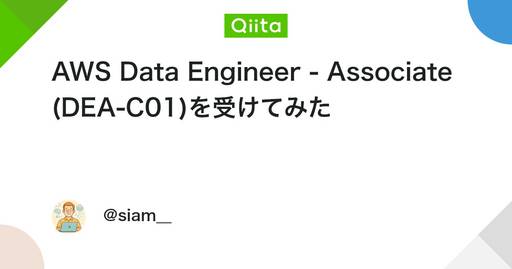 Qiita
AWS Data Engineer - Associate
(DEA-C01)を受けてみた
@siam__